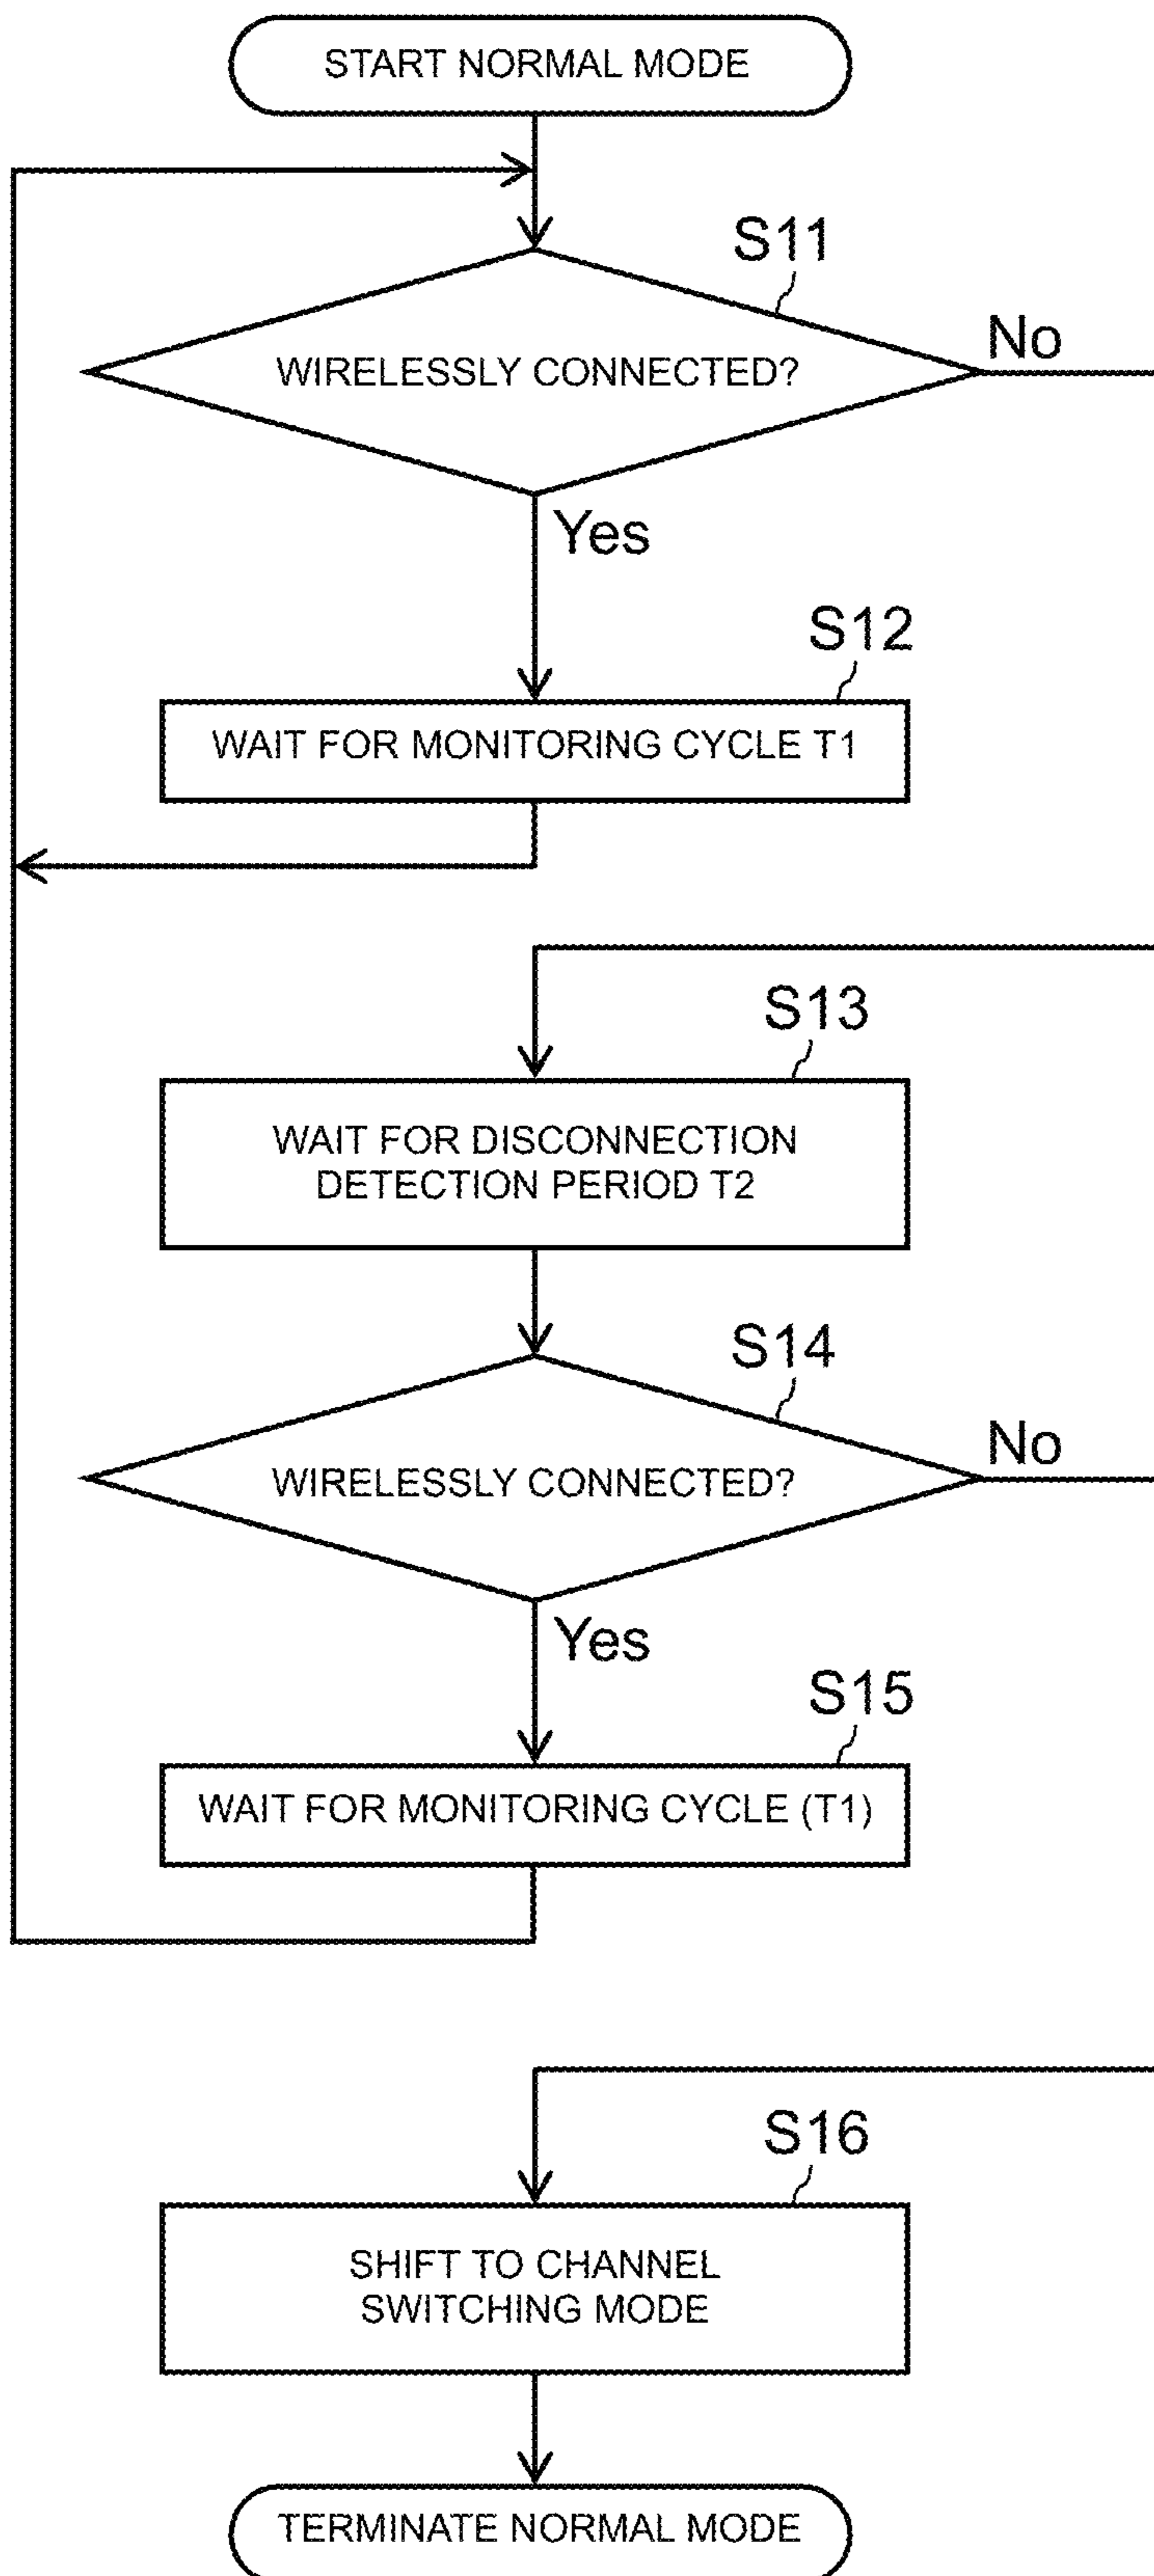 START NORMAL MODE
S11
WIRELESSLY CONNECTED?
No
Yes
S12
WAIT FOR MONITORING CYCLE T1
S13
WAIT FOR DISCONNECTION
DETECTION PERIOD T2
S14
WIRELESSLY CONNECTED?
No
Yes
S15
WAIT FOR MONITORING CYCLE (T1)
S16
SHIFT TO CHANNEL
SWITCHING MODE
TERMINATE NORMAL MODE